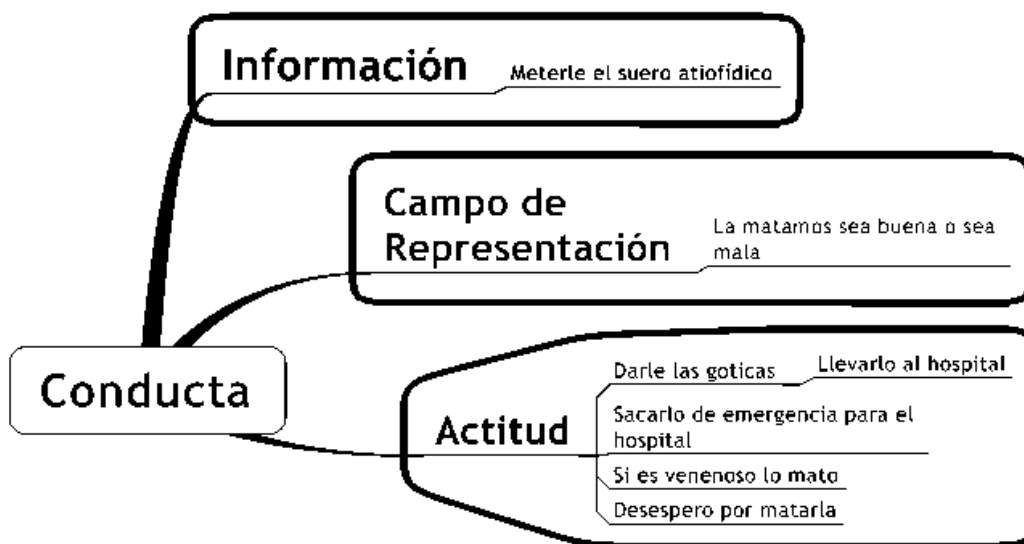 Información
Meterle el suero atiofídico
Campo de
Representación
La matamos sea buena o sea
mala
Conducta
Actitud
Darle las goticas
Llevarlo al hospital
Sacarlo de emergencia para el
hospital
Si es venenoso lo mato
Desespero por matarla